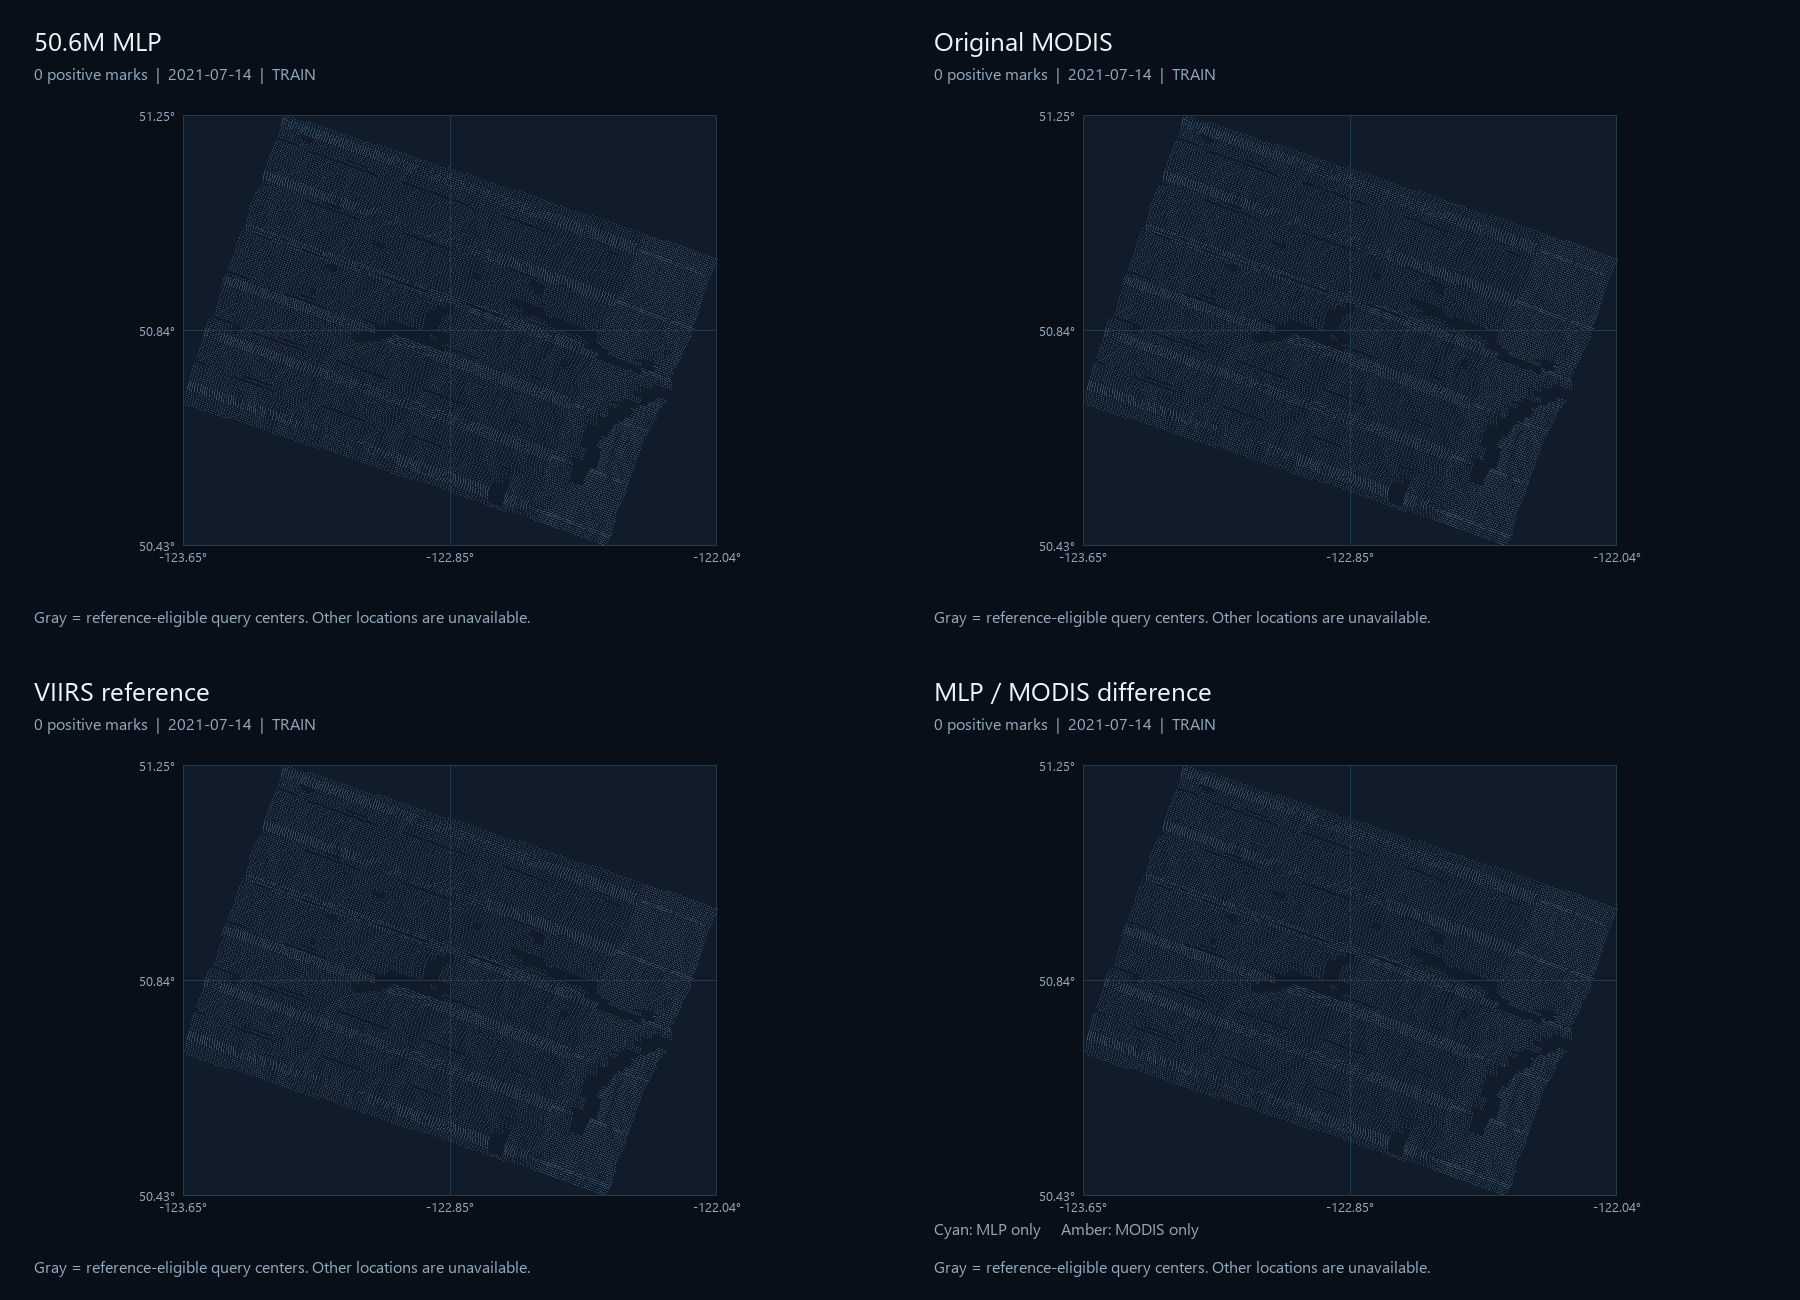 50.6M MLP
0 positive marks | 2021-07-14 | TRAIN
51.25°
50.84°
50.43°
-123.65°
-122.85°
-122.04°
Gray = reference-eligible query centers. Other locations are unavailable.
Original MODIS
0 positive marks | 2021-07-14 | TRAIN
51.25°
50.84°
50.43°
-123.65°
-122.85°
-122.04°
Gray = reference-eligible query centers. Other locations are unavailable.
VIIRS reference
0 positive marks | 2021-07-14 | TRAIN
51.25°
50.84°
50.43°
-123.65°
-122.85°
-122.04°
Gray = reference-eligible query centers. Other locations are unavailable.
MLP / MODIS difference
0 positive marks | 2021-07-14 | TRAIN
51.25°
50.84°
50.43°
-123.65°
-122.85°
-122.04°
Cyan: MLP only Amber: MODIS only
Gray = reference-eligible query centers. Other locations are unavailable.